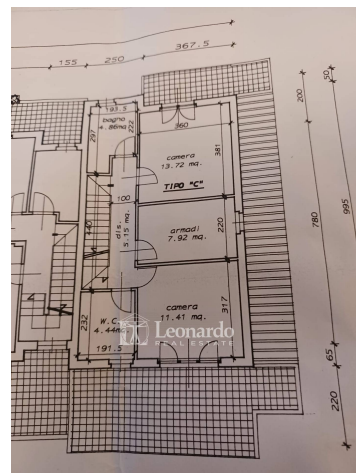 367.5
155
250
193.5
bagno
4.86mq.
222
297
360
200
50
camera
13.72 mq.
381
TIPO "C"
100
140
dis.
5.15 mq.
armadi
7.92 mq.
220
780
995
camera
11.41 mq.
317
W.C
4.44mq
232
191.5
Leonardo
REAL ESTATE
65
220